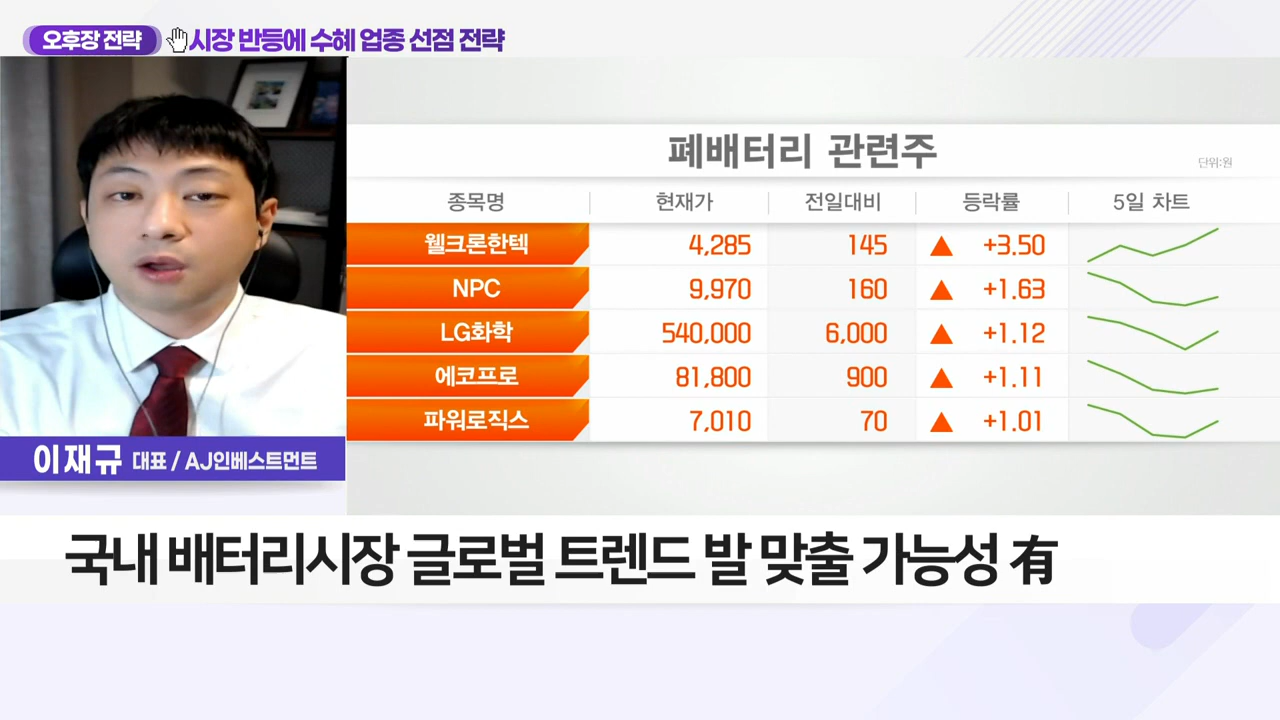 오후장 전략 시장 반등에 수혜 업종 선점 전략
폐배터리 관련주
단위:원
종목명 현재가 전일대비 등락률 5일 차트
웰크론한텍 4,285 145 ▲ +3.50
NPC 9,970 160 ▲ +1.63
LG화학 540,000 6,000 ▲ +1.12
에코프로 81,800 900 ▲ +1.11
파워로직스 7,010 70 ▲ +1.01
이재규 대표 / AJ인베스트먼트
국내 배터리시장 글로벌 트렌드 발 맞출 가능성 有